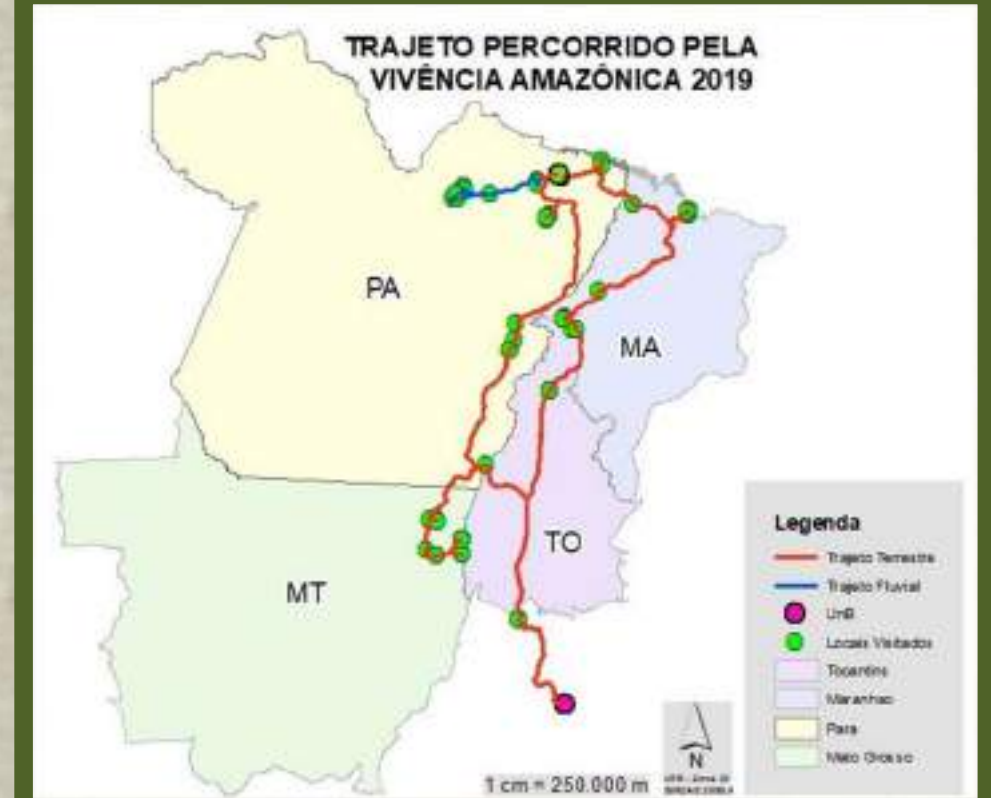 TRAJETO PERCORRIDO PELA
VIVÊNCIA AMAZÔNICA 2019
PA
MA
TO
MT
Legenda
Trajeto Terrestre
Trajeto Fluvial
UnB
Locais Visitados
Tocantins
Maranhao
Para
Mato Grosso
N
1 cm = 250.000 m